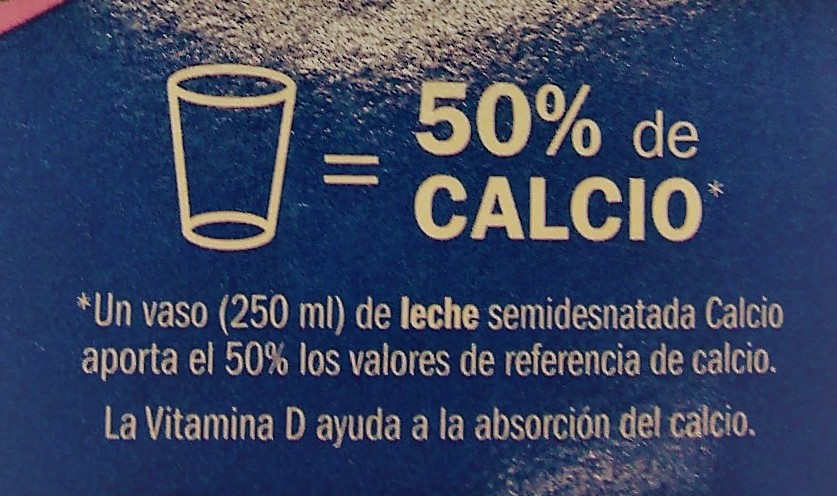 = 50% de
CALCIO*
*Un vaso (250 ml) de leche semidesnatada Calcio
aporta el 50% los valores de referencia de calcio.
La Vitamina D ayuda a la absorción del calcio.